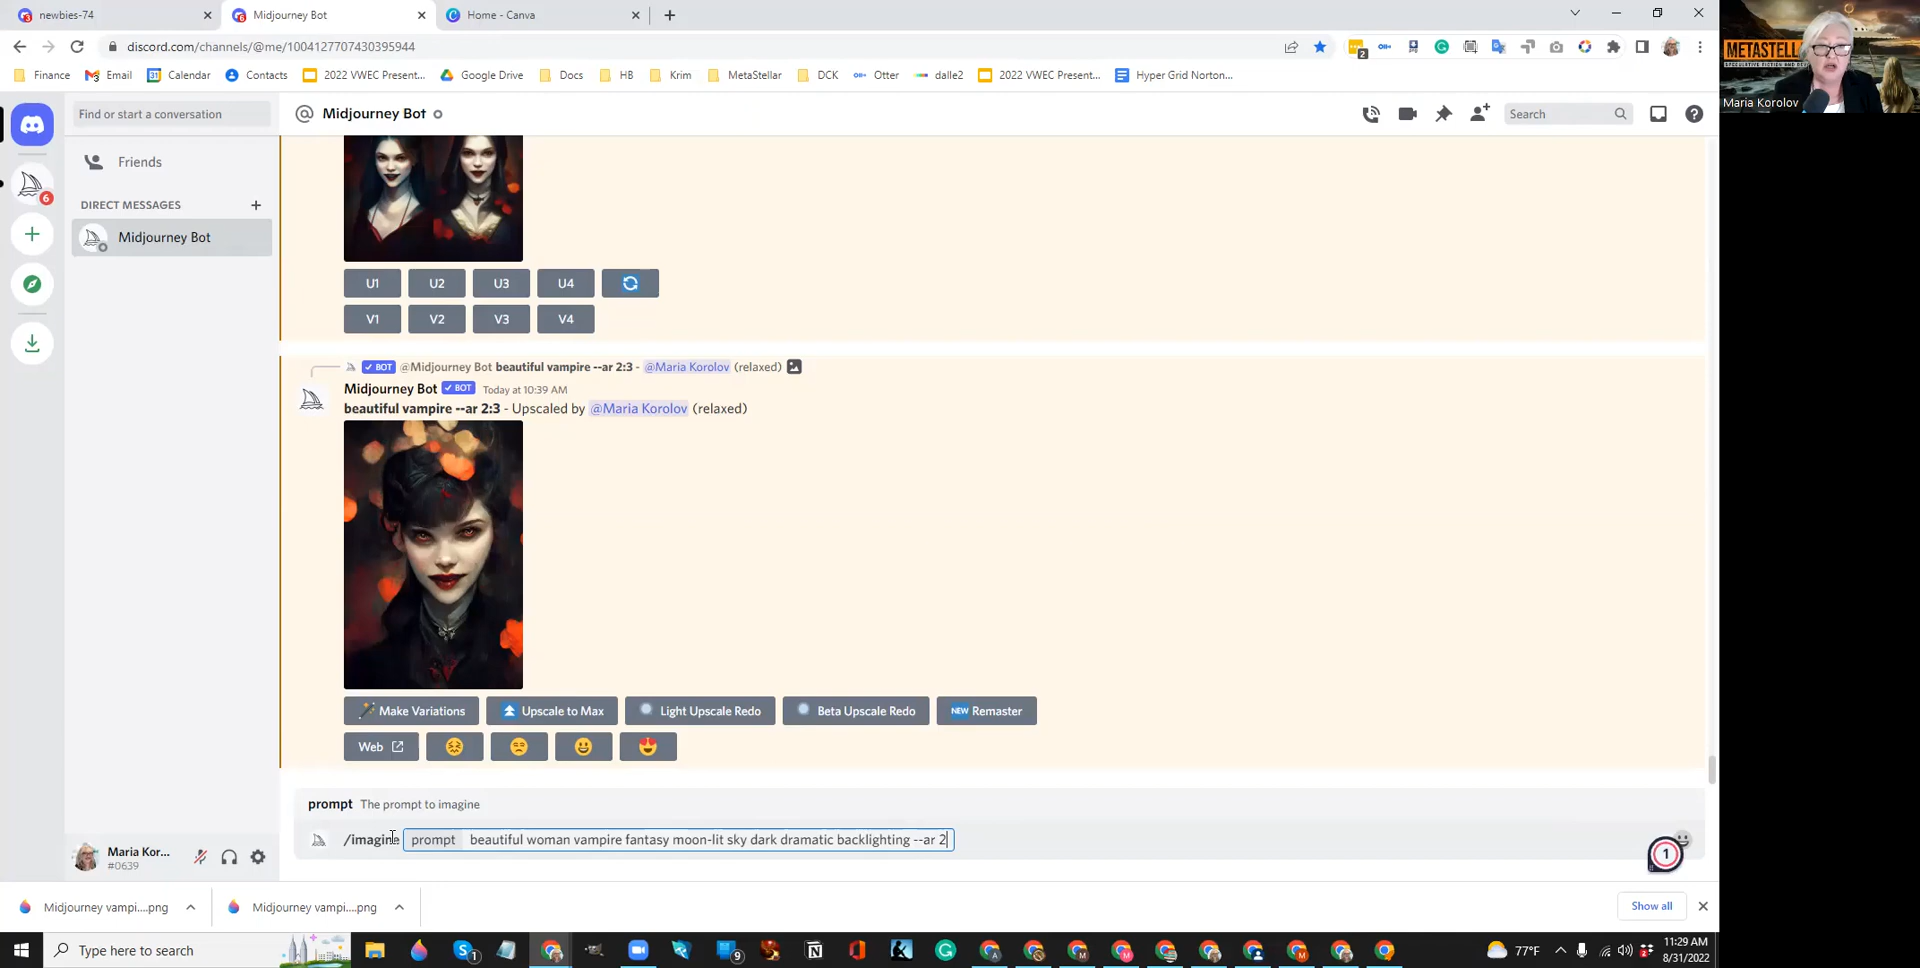 newbies-74
Midjourney Bot
Home - Canva
discord.com/channels/@me/1004127707430395944
Finance
Email
Calendar
Contacts
2022 VWEC Present...
Google Drive
Docs
HB
Krim
MetaStellar
DCK
Otter
dalle2
2022 VWEC Present...
Hyper Grid Norton...
METASTELL
Maria Korolov
Find or start a conversation
Midjourney Bot
Search
Friends
DIRECT MESSAGES
Midjourney Bot
6
U1 U2 U3 U4
V1 V2 V3 V4
BOT @Midjourney Bot beautiful vampire --ar 2:3 - @Maria Korolov (relaxed)
Midjourney Bot BOT Today at 10:39 AM
beautiful vampire --ar 2:3 - Upscaled by @Maria Korolov (relaxed)
Make Variations Upscale to Max Light Upscale Redo Beta Upscale Redo NEW Remaster
Web
prompt The prompt to imagine
/imagine prompt beautiful woman vampire fantasy moon-lit sky dark dramatic backlighting --ar 2
1
Maria Kor...
#0639
Midjourney vampi....png
Midjourney vampi....png
Show all
Type here to search
77°F
11:29 AM
8/31/2022